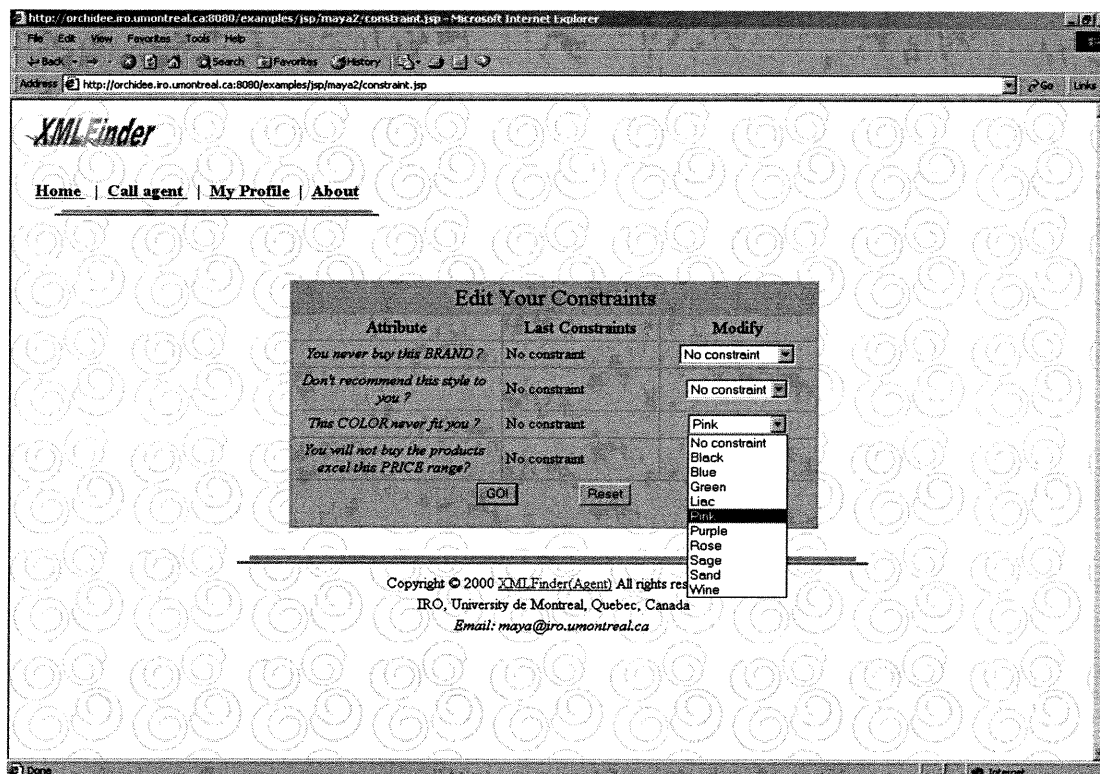 http://orchidee.iro.umontreal.ca:8080/examples/jsp/maya2/constraint.jsp - Microsoft Internet Explorer
File Edit View Favorites Tools Help
Back Search Favorites History
Address http://orchidee.iro.umontreal.ca:8080/examples/jsp/maya2/constraint.jsp Go Links
XMLFinder
Home | Call agent | My Profile | About
Edit Your Constraints
Attribute Last Constraints Modify
You never buy this BRAND ? No constraint No constraint
Don't recommend this style to you ? No constraint No constraint
This COLOR never fit you ? No constraint Pink
You will not buy the products excel this PRICE range? No constraint
No constraint
Black
Blue
Green
Liac
Pink
Purple
Rose
Sage
Sand
Wine
GO! Reset
Copyright © 2000 XMLFinder(Agent) All rights res
IRO, University de Montreal, Quebec, Canada
Email: maya@iro.umontreal.ca
Done Internet